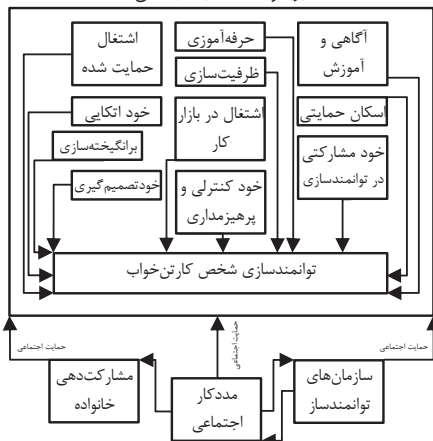 آگاهی و
آموزش
حرفه‌آموزی
اشتغال
حمایت شده
ظرفیت‌سازی
اسکان حمایتی
اشتغال در بازار
کار
خود اتکایی
برانگیخته‌سازی
خود مشارکتی
در توانمندسازی
خود کنترلی و
پرهیزمداری
خودتصمیم‌گیری
توانمندسازی شخص کارتن‌خواب
حمایت اجتماعی
حمایت اجتماعی
حمایت اجتماعی
سازمان‌های
توانمندساز
مددکار
اجتماعی
مشارکت‌دهی
خانواده